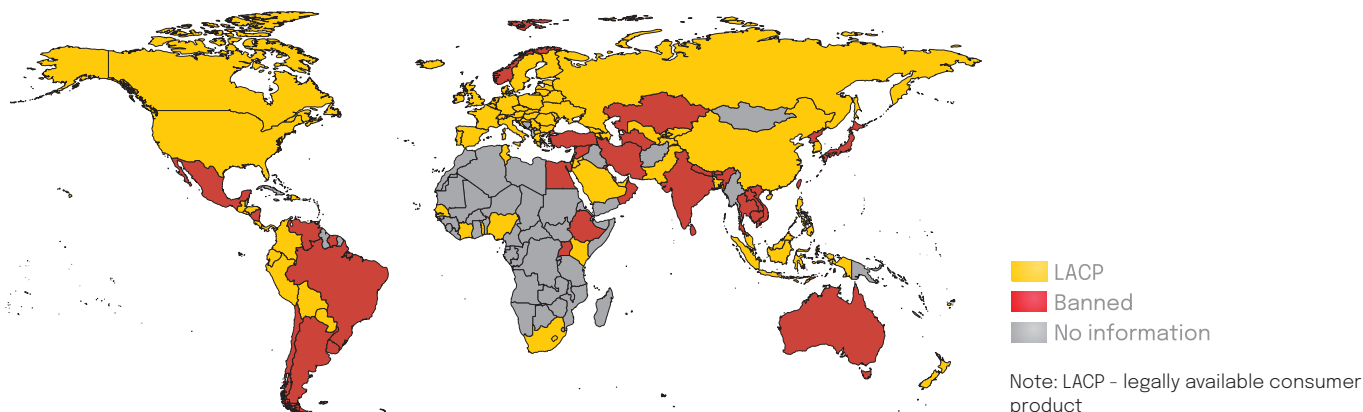 LACP
Banned
No information
Note: LACP - legally available consumer
product